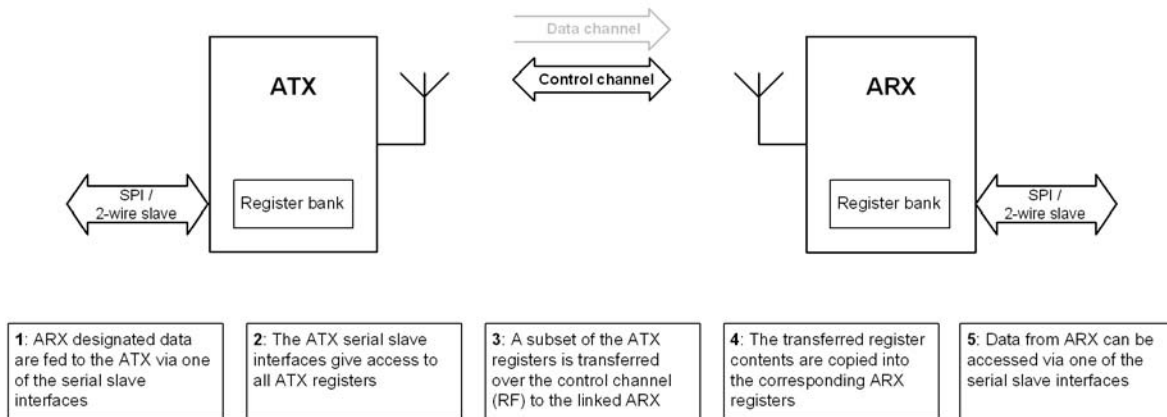 Data channel
Control channel
ATX
ARX
SPI /
2-wire slave
Register bank
Register bank
SPI /
2-wire slave
1: ARX designated data
are fed to the ATX via one
of the serial slave
interfaces
2: The ATX serial slave
interfaces give access to
all ATX registers
3: A subset of the ATX
registers is transferred
over the control channel
(RF) to the linked ARX
4: The transferred register
contents are copied into
the corresponding ARX
registers
5: Data from ARX can be
accessed via one of the
serial slave interfaces